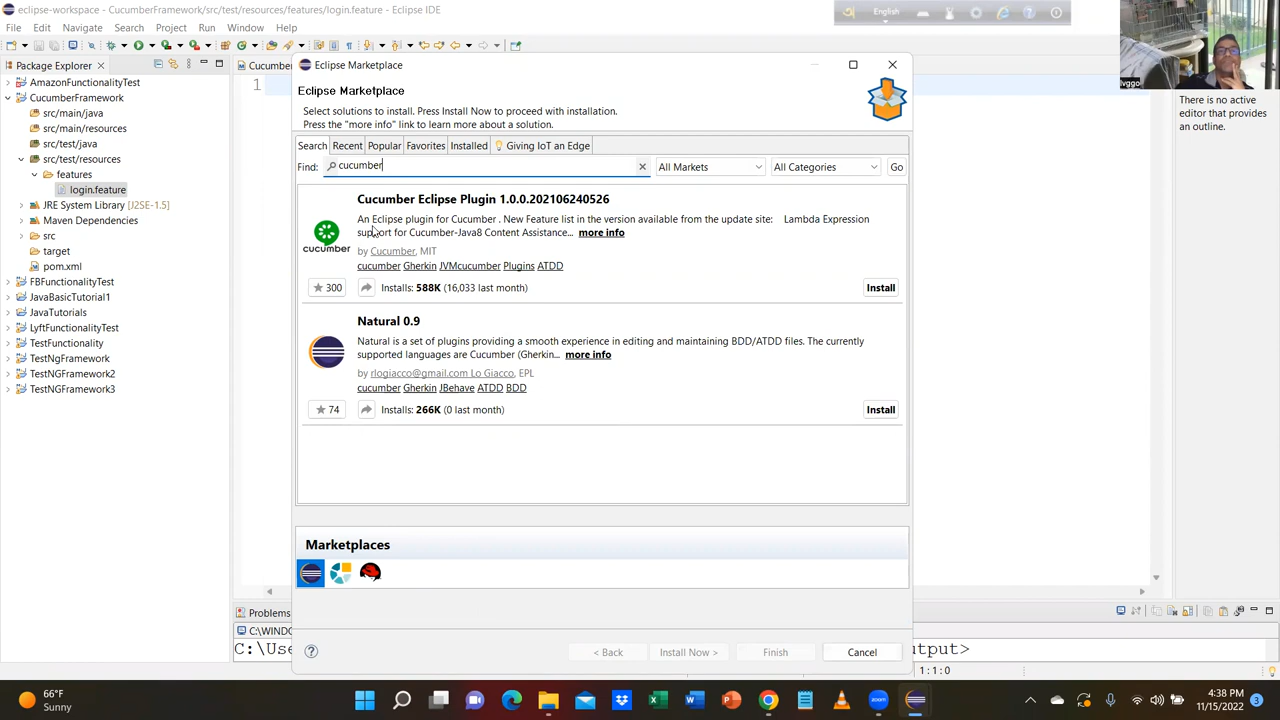 eclipse-workspace - CucumberFramework/src/test/resources/features/login.feature - Eclipse IDE
English
File Edit Navigate Search Project Run Window Help
Package Explorer
Cucumber
AmazonFunctionalityTest
CucumberFramework
src/main/java
src/main/resources
src/test/java
src/test/resources
features
login.feature
JRE System Library [J2SE-1.5]
Maven Dependencies
src
target
pom.xml
FBFunctionalityTest
JavaBasicTutorial1
JavaTutorials
LyftFunctionalityTest
TestFunctionality
TestNgFramework
TestNGFramework2
TestNGFramework3
1
Eclipse Marketplace
Eclipse Marketplace
Select solutions to install. Press Install Now to proceed with installation.
Press the "more info" link to learn more about a solution.
Search Recent Popular Favorites Installed Giving IoT an Edge
Find: cucumber All Markets All Categories Go
Cucumber Eclipse Plugin 1.0.0.202106240526
An Eclipse plugin for Cucumber . New Feature list in the version available from the update site: Lambda Expression
support for Cucumber-Java8 Content Assistance... more info
cucumber
by Cucumber, MIT
cucumber Gherkin JVMcucumber Plugins ATDD
300 Installs: 588K (16,033 last month) Install
Natural 0.9
Natural is a set of plugins providing a smooth experience in editing and maintaining BDD/ATDD files. The currently
supported languages are Cucumber (Gherkin... more info
by rlogiacco@gmail.com Lo Giacco, EPL
cucumber Gherkin JBehave ATDD BDD
74 Installs: 266K (0 last month) Install
Marketplaces
< Back Install Now > Finish Cancel
There is no active
editor that provides
an outline.
Problems
C:\WINDO
C:\Use
utput>
1:1:0
66°F
Sunny
4:38 PM
11/15/2022
3